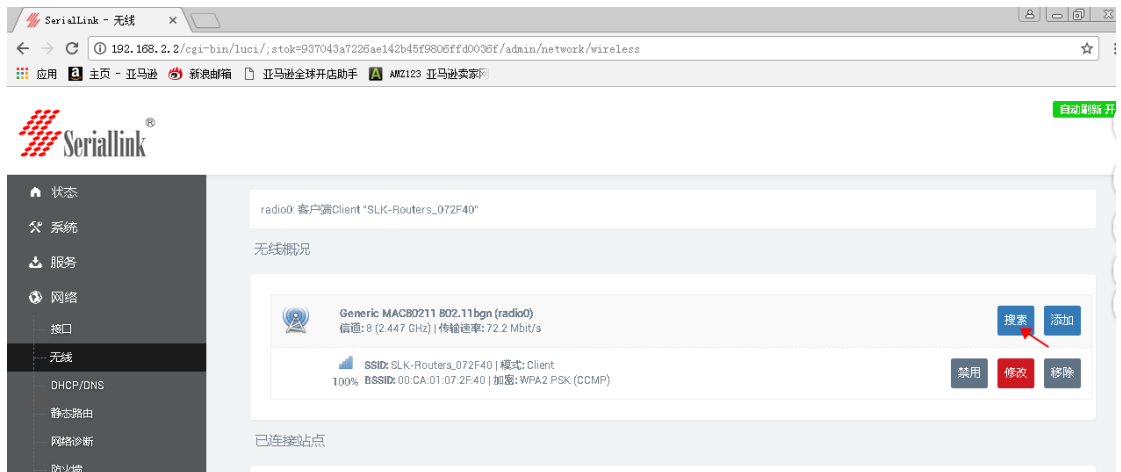 SerialLink - 无线
192.168.2.2/cgi-bin/luci/;stok=937043a7226ae142b45f9806ffd0036f/admin/network/wireless
应用 主页 - 亚马逊 新浪邮箱 亚马逊全球开店助手 AMZ123 亚马逊卖家网
自动刷新 开
Seriallink®
状态
系统
服务
网络
接口
无线
DHCP/DNS
静态路由
网络诊断
防火墙
radio0: 客户端Client "SLK-Routers_072F40"
无线概况
Generic MAC80211 802.11bgn (radio0)
信道: 8 (2.447 GHz) | 传输速率: 72.2 Mbit/s
搜索 添加
SSID: SLK-Routers_072F40 | 模式: Client
100% BSSID: 00:CA:01:07:2F:40 | 加密: WPA2 PSK (CCMP)
禁用 修改 移除
已连接站点